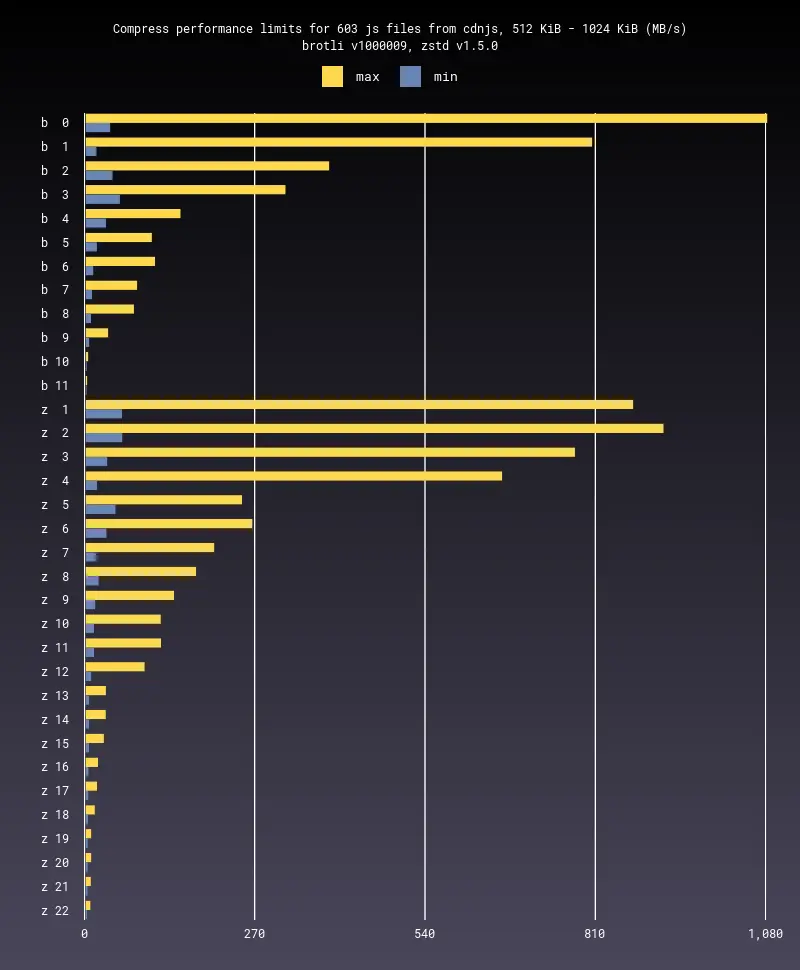 Compress performance limits for 603 js files from cdnjs, 512 KiB - 1024 KiB (MB/s)
brotli v1000009, zstd v1.5.0
max min
b 0
b 1
b 2
b 3
b 4
b 5
b 6
b 7
b 8
b 9
b 10
b 11
z 1
z 2
z 3
z 4
z 5
z 6
z 7
z 8
z 9
z 10
z 11
z 12
z 13
z 14
z 15
z 16
z 17
z 18
z 19
z 20
z 21
z 22
0 270 540 810 1,080